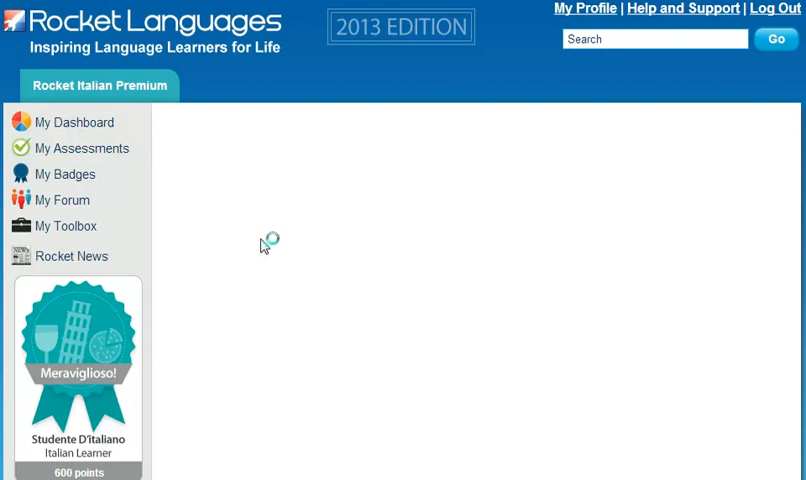 Rocket Languages
Inspiring Language Learners for Life
2013 EDITION
My Profile | Help and Support | Log Out
Search
Go
Rocket Italian Premium
My Dashboard
My Assessments
My Badges
My Forum
My Toolbox
NEWS
Rocket News
Meraviglioso!
Studente D'italiano
Italian Learner
600 points